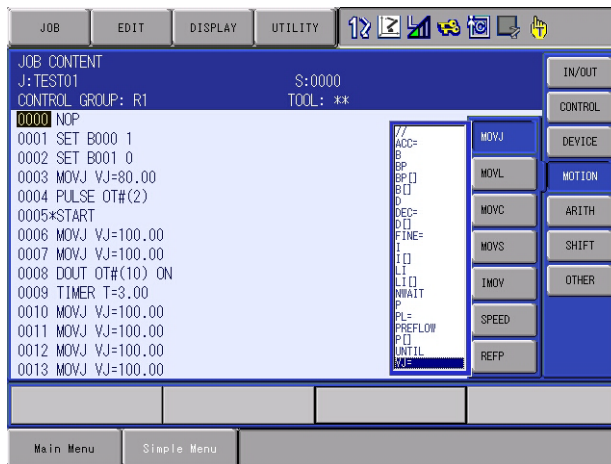 JOB EDIT DISPLAY UTILITY
JOB CONTENT
J:TEST01 S:0000
CONTROL GROUP: R1 TOOL: **
0000 NOP
0001 SET B000 1
0002 SET B001 0
0003 MOVJ VJ=80.00
0004 PULSE OT#(2)
0005*START
0006 MOVJ VJ=100.00
0007 MOVJ VJ=100.00
0008 DOUT OT#(10) ON
0009 TIMER T=3.00
0010 MOVJ VJ=100.00
0011 MOVJ VJ=100.00
0012 MOVJ VJ=100.00
0013 MOVJ VJ=100.00
//
ACC=
B
BP
BP[]
B[]
D
DEC=
D[]
FINE=
I
I[]
LI
LI[]
NWAIT
P
PL=
PREFLOW
P[]
UNTIL
VJ=
MOVJ
MOVL
MOVC
MOVS
IMOV
SPEED
REFP
IN/OUT
CONTROL
DEVICE
MOTION
ARITH
SHIFT
OTHER
Main Menu Simple Menu